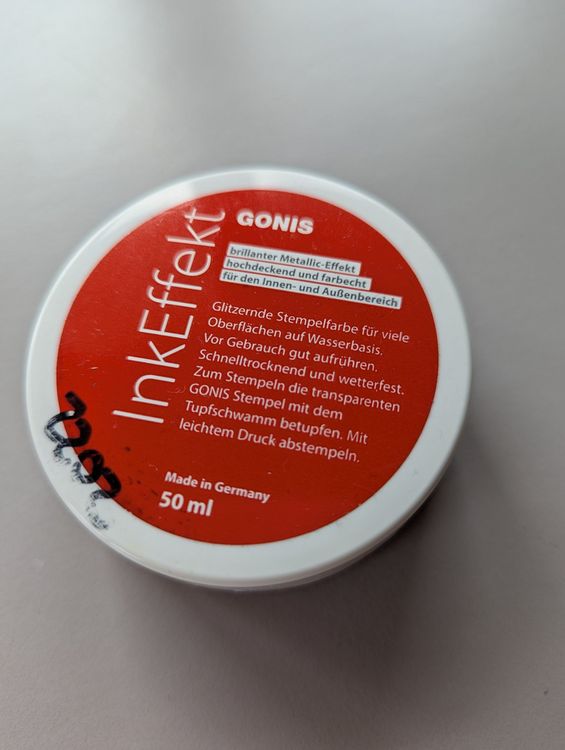 GONIS
InkEffekt
brillanter Metallic-Effekt
hochdeckend und farbecht
für den Innen- und Außenbereich
Glitzernde Stempelfarbe für viele
Oberflächen auf Wasserbasis.
Vor Gebrauch gut aufrühren.
Schnelltrocknend und wetterfest.
Zum Stempeln die transparenten
GONIS Stempel mit dem
Tupfschwamm betupfen. Mit
leichtem Druck abstempeln.
Made in Germany
50 ml